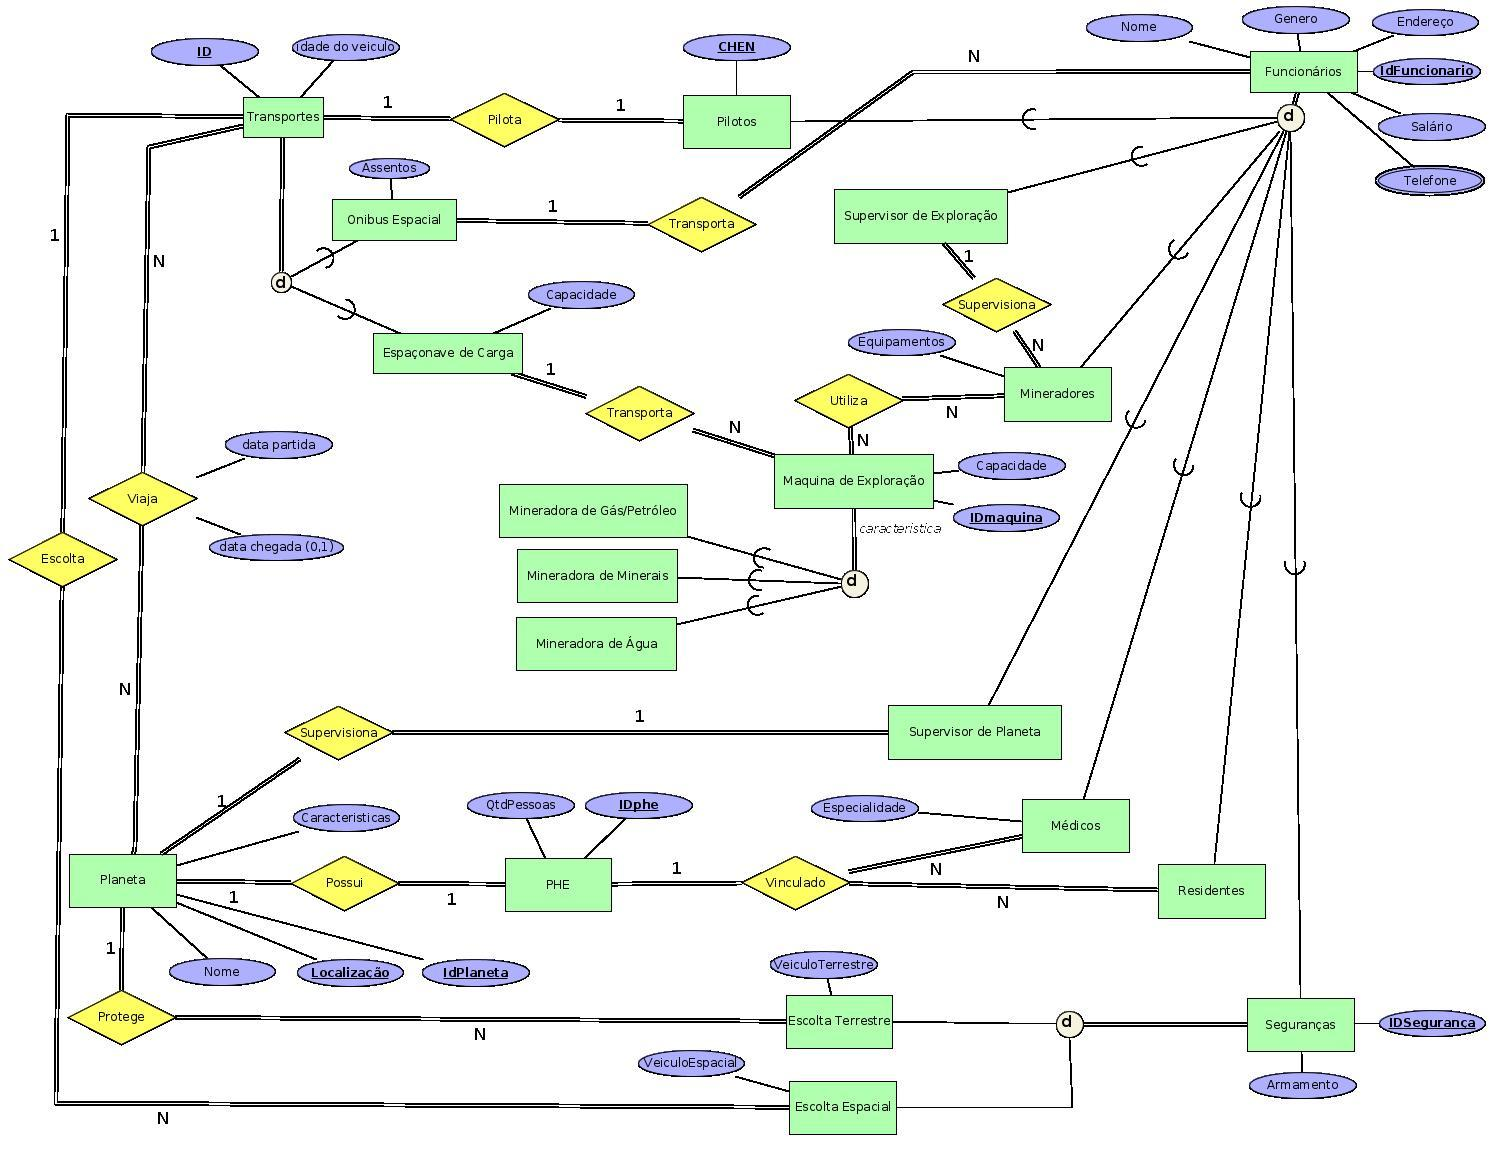 Nome
Genero
Endereço
ID
idade do veiculo
CHEN
N
Funcionários
IdFuncionario
Transportes
1
Pilota
1
Pilotos
d
Salário
Assentos
Telefone
Onibus Espacial
1
Transporta
Supervisor de Exploração
1
N
1
d
Capacidade
Supervisiona
Espaçonave de Carga
Equipamentos
N
1
Transporta
Utiliza
N
Mineradores
N
N
data partida
Capacidade
Maquina de Exploração
Viaja
Mineradora de Gás/Petróleo
IDmaquina
caracteristica
data chegada (0,1)
Escolta
Mineradora de Minerais
d
Mineradora de Água
N
Supervisiona
1
Supervisor de Planeta
1
Caracteristicas
QtdPessoas
IDphe
Especialidade
Médicos
Planeta
1
Possui
1
PHE
1
Vinculado
N
N
Residentes
1
Nome
Localização
IdPlaneta
VeiculoTerrestre
Protege
N
Escolta Terrestre
d
Seguranças
IDSeguranca
VeiculoEspacial
Armamento
N
Escolta Espacial